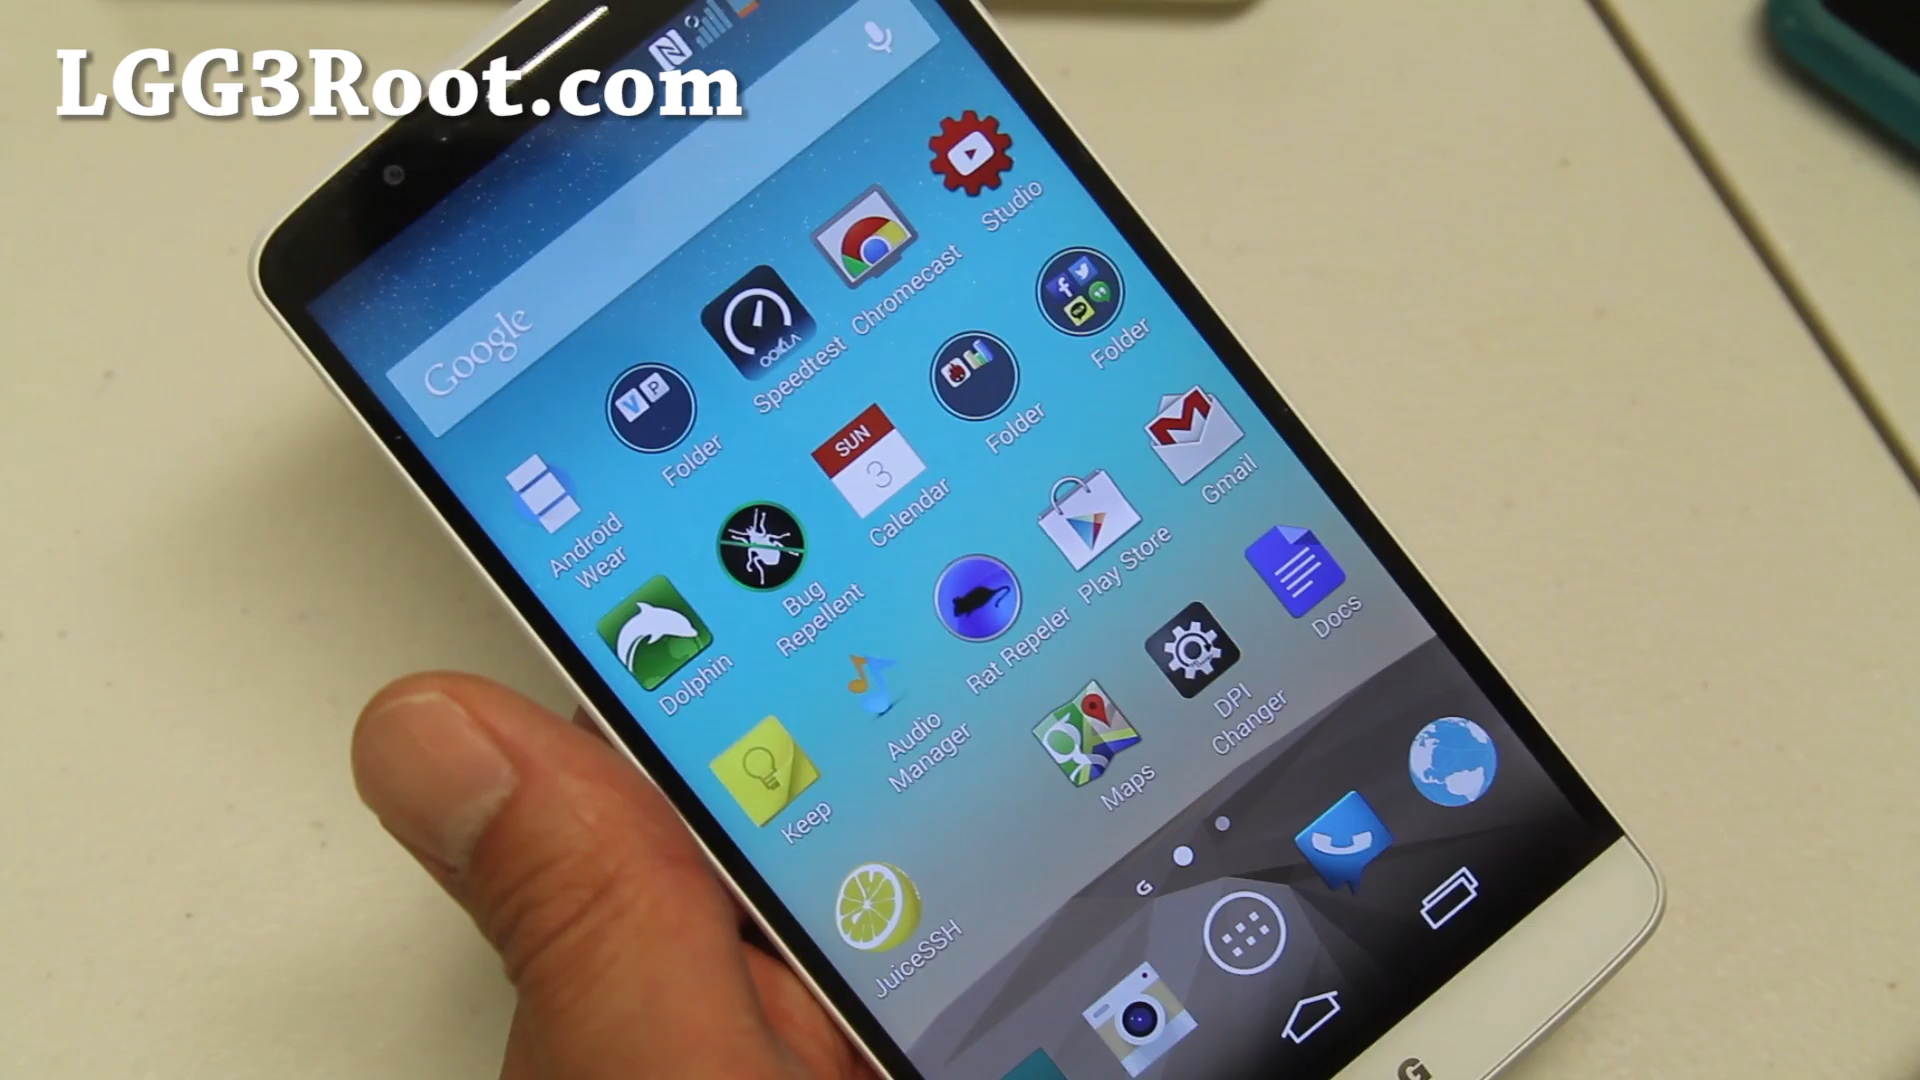 LGG3Root.com
Google
Studio
Chromecast
OOKLA
Speedtest
V P
Folder
Android
Wear
Folder
SUN
3
Calendar
Folder
Gmail
Play Store
Bug
Repellent
Dolphin
Docs
DPI
Changer
Rat Repeler
Audio
Manager
Keep
Maps
JuiceSSH
G
G